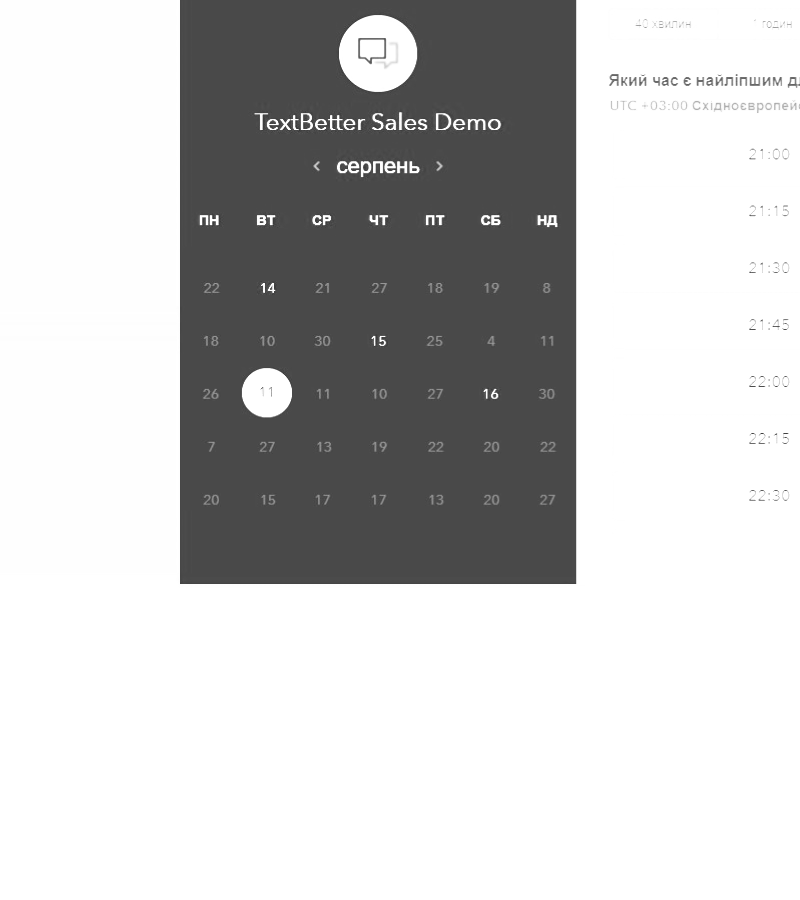 40 хвилин 1 годин
TextBetter Sales Demo
серпень
ПН ВТ СР ЧТ ПТ СБ НД
22 14 21 27 18 19 8
18 10 30 15 25 4 11
26 11 11 10 27 16 30
7 27 13 19 22 20 22
20 15 17 17 13 20 27
Який час є найліпшим
UTC +03:00
21:00
21:15
21:30
21:45
22:00
22:15
22:30